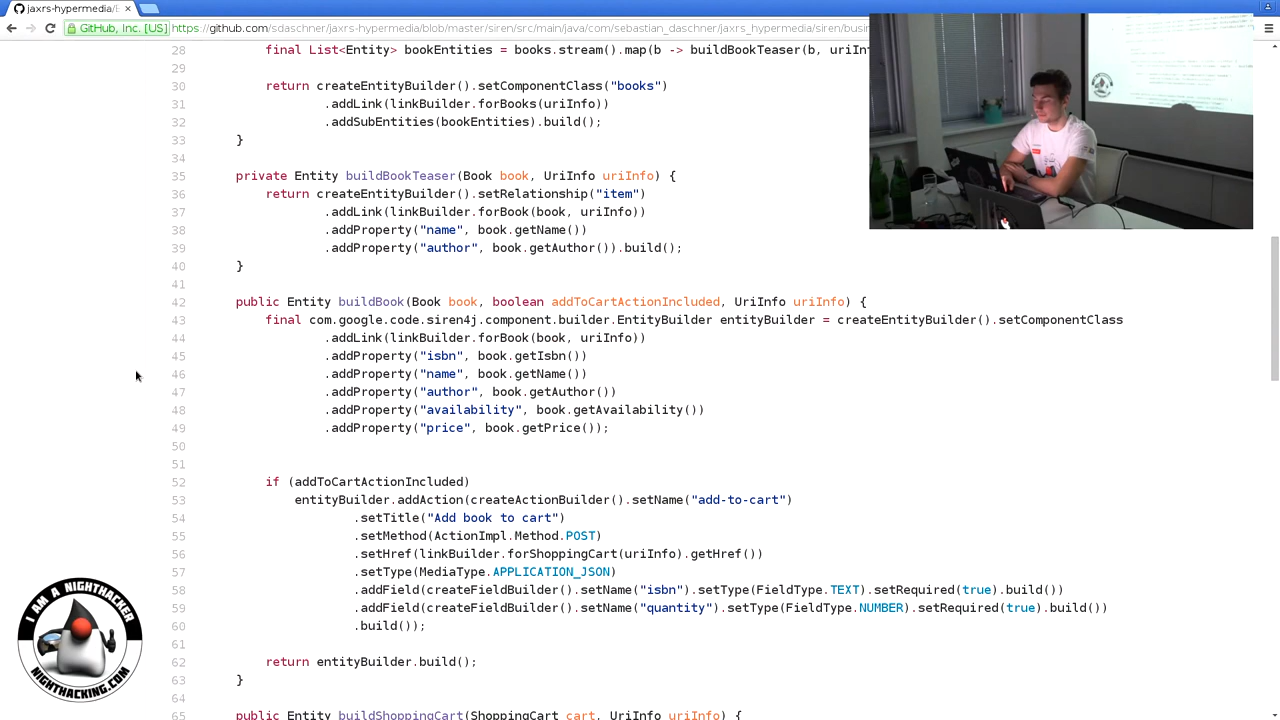 jaxrs-hypermedia/E
GitHub, Inc. [US]
https://github.com/sdaschner/jaxrs-hypermedia/blob/master/siren/src/main/java/com/sebastian_daschner/jaxrs_hypermedia/siren/busin
28 final List<Entity> bookEntities = books.stream().map(b -> buildBookTeaser(b, uriIn
29
30 return createEntityBuilder().setComponentClass("books")
31 .addLink(linkBuilder.forBooks(uriInfo))
32 .addSubEntities(bookEntities).build();
33 }
34
35 private Entity buildBookTeaser(Book book, UriInfo uriInfo) {
36 return createEntityBuilder().setRelationship("item")
37 .addLink(linkBuilder.forBook(book, uriInfo))
38 .addProperty("name", book.getName())
39 .addProperty("author", book.getAuthor()).build();
40 }
41
42 public Entity buildBook(Book book, boolean addToCartActionIncluded, UriInfo uriInfo) {
43 final com.google.code.siren4j.component.builder.EntityBuilder entityBuilder = createEntityBuilder().setComponentClass
44 .addLink(linkBuilder.forBook(book, uriInfo))
45 .addProperty("isbn", book.getIsbn())
46 .addProperty("name", book.getName())
47 .addProperty("author", book.getAuthor())
48 .addProperty("availability", book.getAvailability())
49 .addProperty("price", book.getPrice());
50
51
52 if (addToCartActionIncluded)
53 entityBuilder.addAction(createActionBuilder().setName("add-to-cart")
54 .setTitle("Add book to cart")
55 .setMethod(ActionImpl.Method.POST)
56 .setHref(linkBuilder.forShoppingCart(uriInfo).getHref())
57 .setType(MediaType.APPLICATION_JSON)
58 .addField(createFieldBuilder().setName("isbn").setType(FieldType.TEXT).setRequired(true).build())
59 .addField(createFieldBuilder().setName("quantity").setType(FieldType.NUMBER).setRequired(true).build())
60 .build());
61
62 return entityBuilder.build();
63 }
64
65 public Entity buildShoppingCart(ShoppingCart cart, UriInfo uriInfo) {
I AM A NIGHTHACKER
NIGHTHACKING.COM